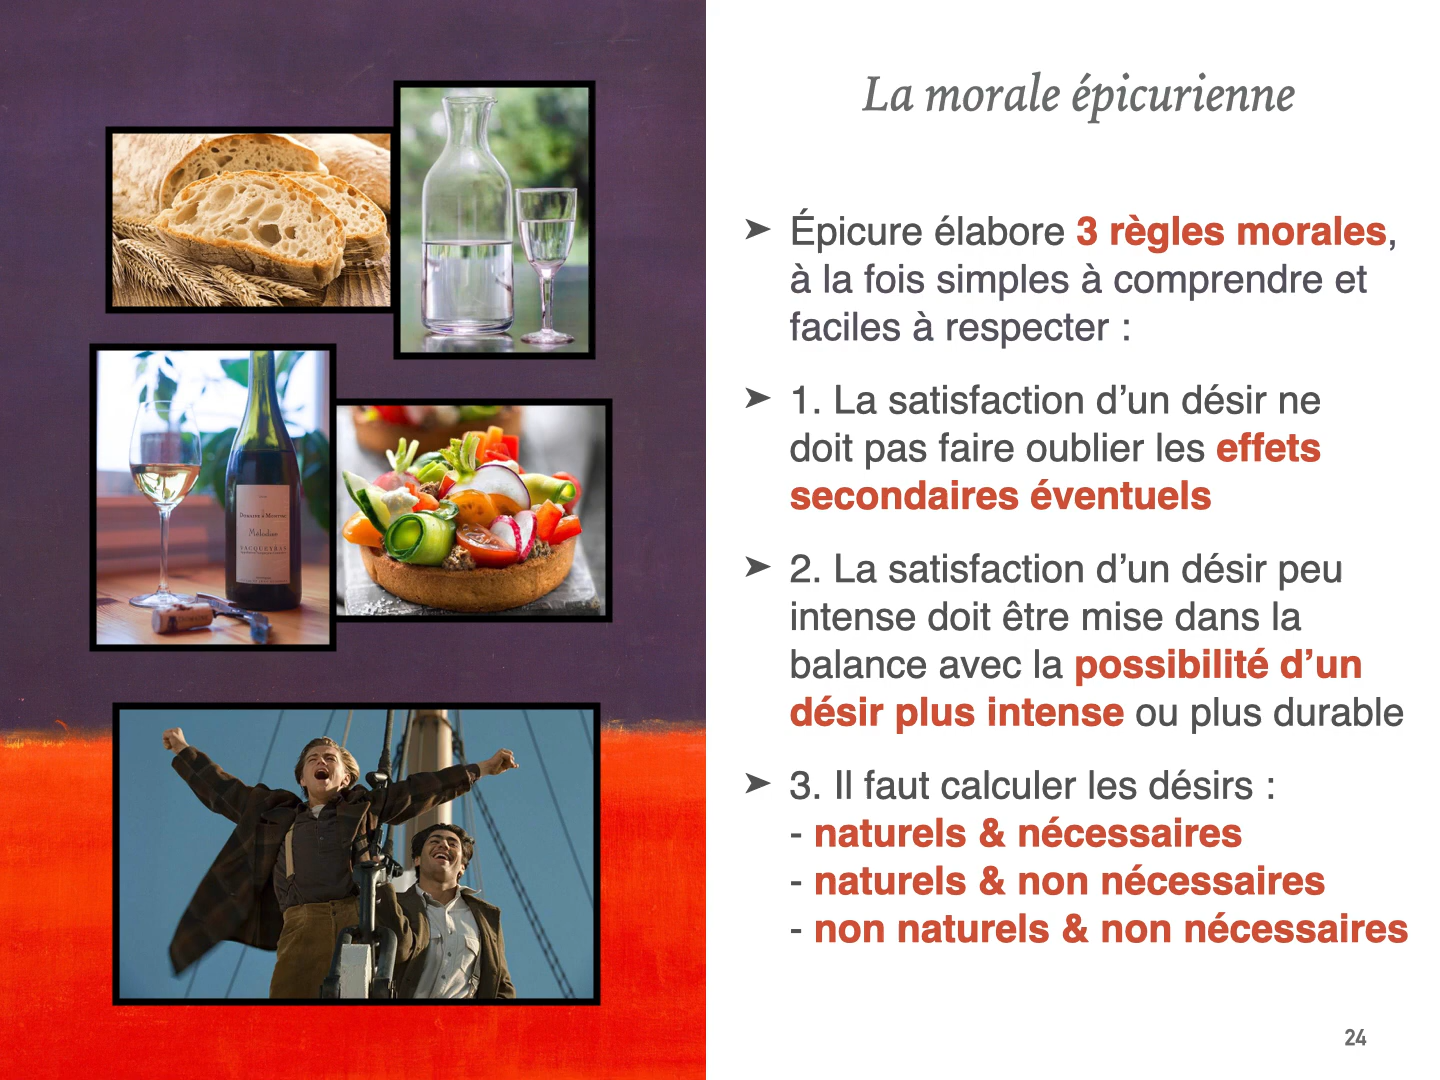 La morale épicurienne
➤ Épicure élabore 3 règles morales,
à la fois simples à comprendre et
faciles à respecter :
➤ 1. La satisfaction d’un désir ne
doit pas faire oublier les effets
secondaires éventuels
➤ 2. La satisfaction d’un désir peu
intense doit être mise dans la
balance avec la possibilité d’un
désir plus intense ou plus durable
➤ 3. Il faut calculer les désirs :
- naturels & nécessaires
- naturels & non nécessaires
- non naturels & non nécessaires
24
Mélodine
VACQUEYRAS